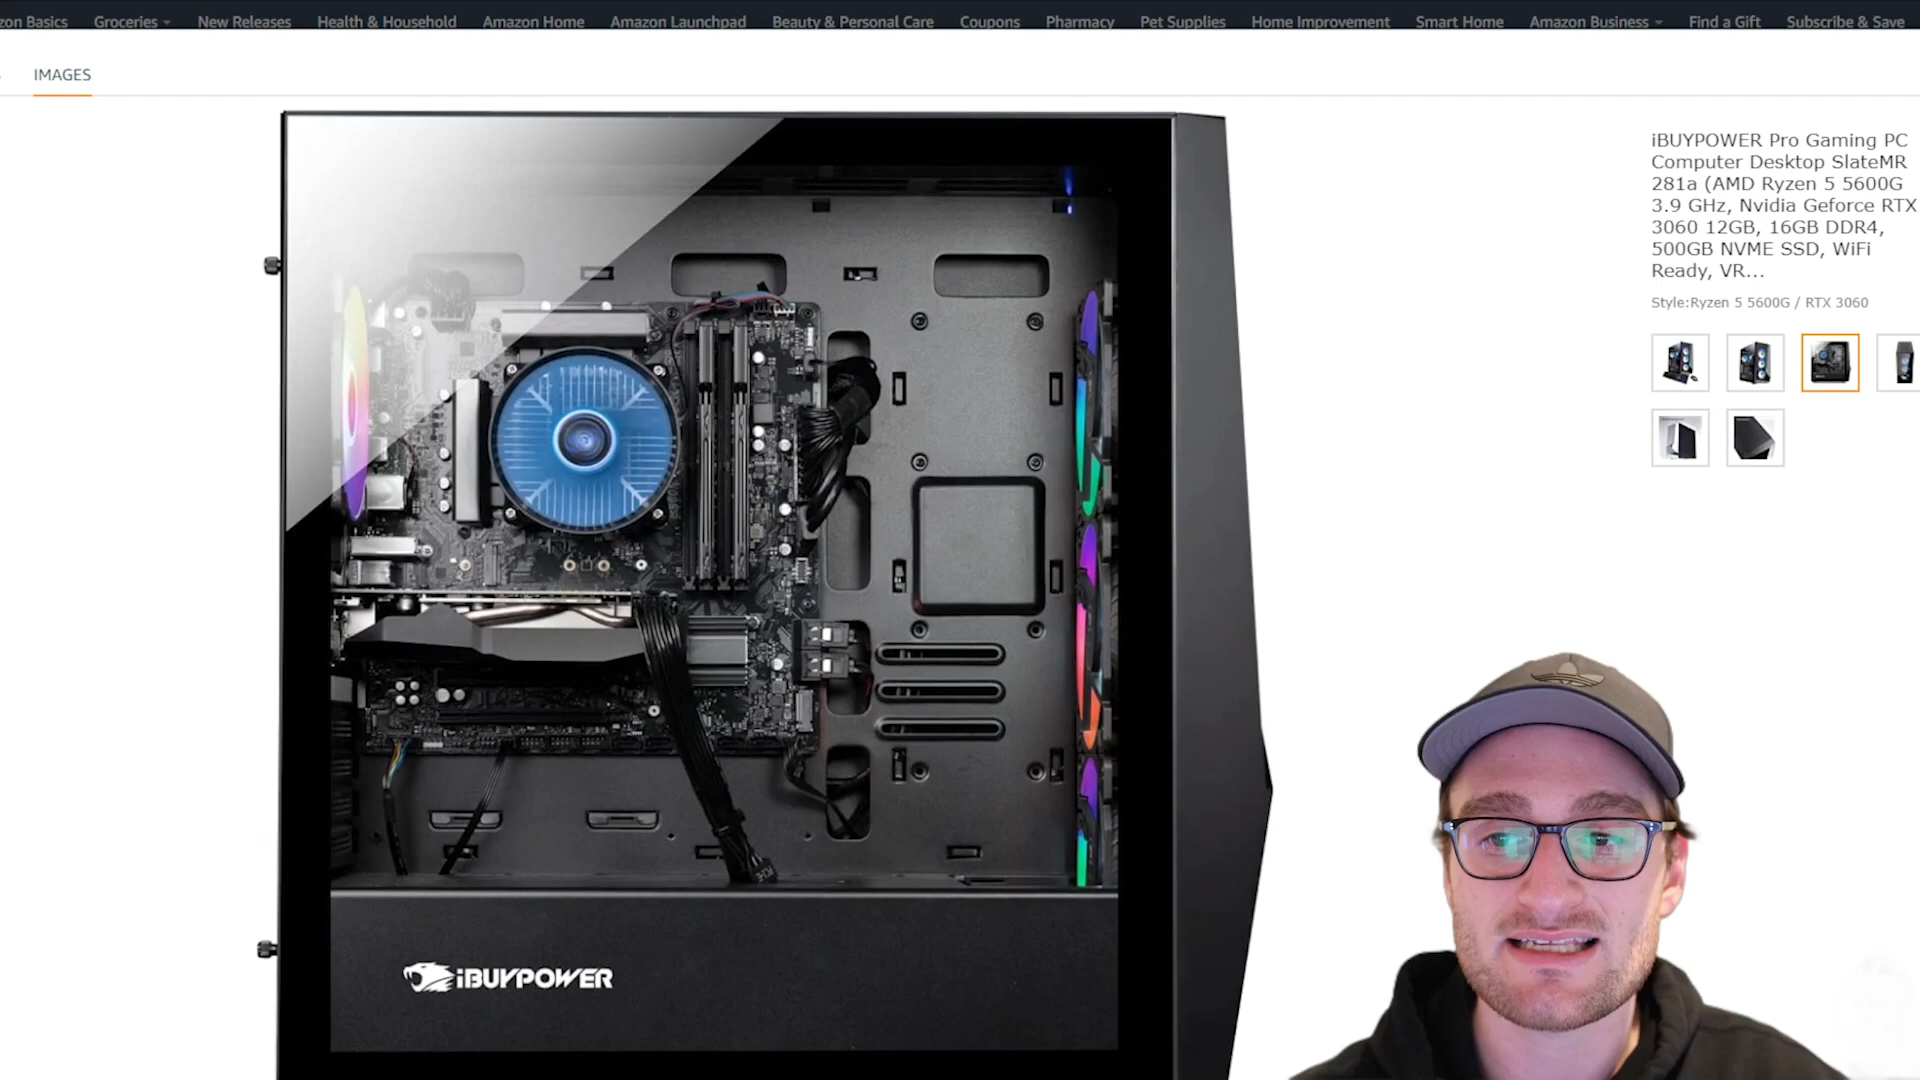 zon Basics Groceries New Releases Health & Household Amazon Home Amazon Launchpad Beauty & Personal Care Coupons Pharmacy Pet Supplies Home Improvement Smart Home Amazon Business Find a Gift Subscribe & Save
IMAGES
iBUYPOWER Pro Gaming PC
Computer Desktop SlateMR
281a (AMD Ryzen 5 5600G
3.9 GHz, Nvidia Geforce RTX
3060 12GB, 16GB DDR4,
500GB NVME SSD, WiFi
Ready, VR...
Style:Ryzen 5 5600G / RTX 3060
iBUYPOWER